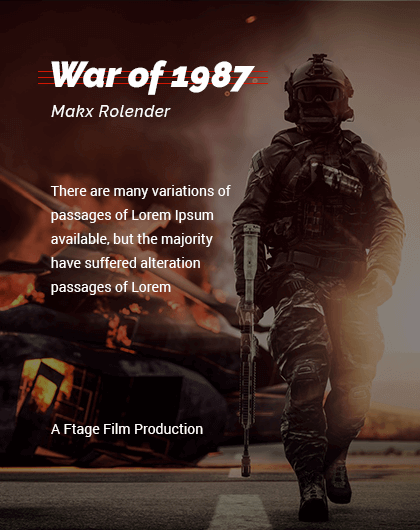 War of 1987
Makx Rolender
There are many variations of
passages of Lorem Ipsum
available, but the majority
have suffered alteration
passages of Lorem
A Ftage Film Production